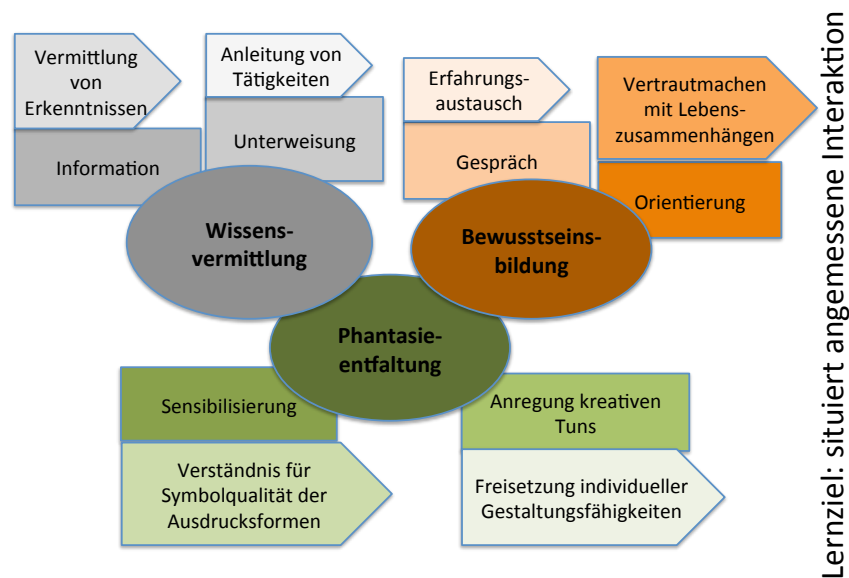 Vermittlung
von
Erkenntnissen
Information
Anleitung von
Tätigkeiten
Unterweisung
Erfahrungs-
austausch
Gespräch
Vertrautmachen
mit Lebens-
zusammenhängen
Orientierung
Wissens-
vermittlung
Bewusstseins-
bildung
Phantasie-
entfaltung
Sensibilisierung
Verständnis für
Symbolqualität der
Ausdrucksformen
Anregung kreativen
Tuns
Freisetzung individueller
Gestaltungsfähigkeiten
Lernziel: situiert angemessene Interaktion